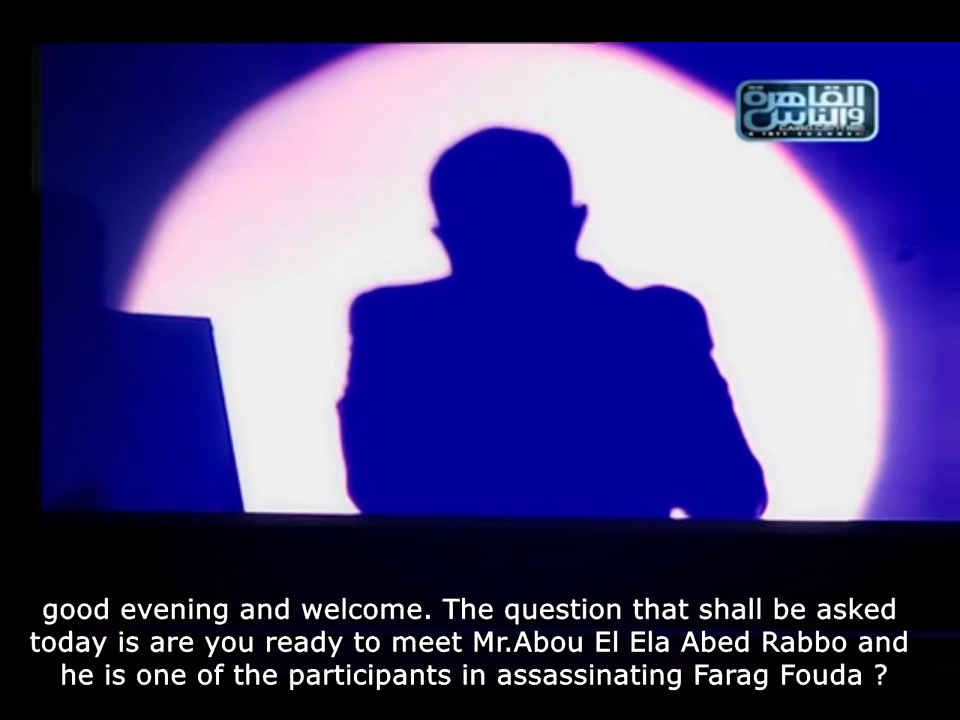 القاهرة
والناس
good evening and welcome. The question that shall be asked
today is are you ready to meet Mr.Abou El Ela Abed Rabbo and
he is one of the participants in assassinating Farag Fouda ?